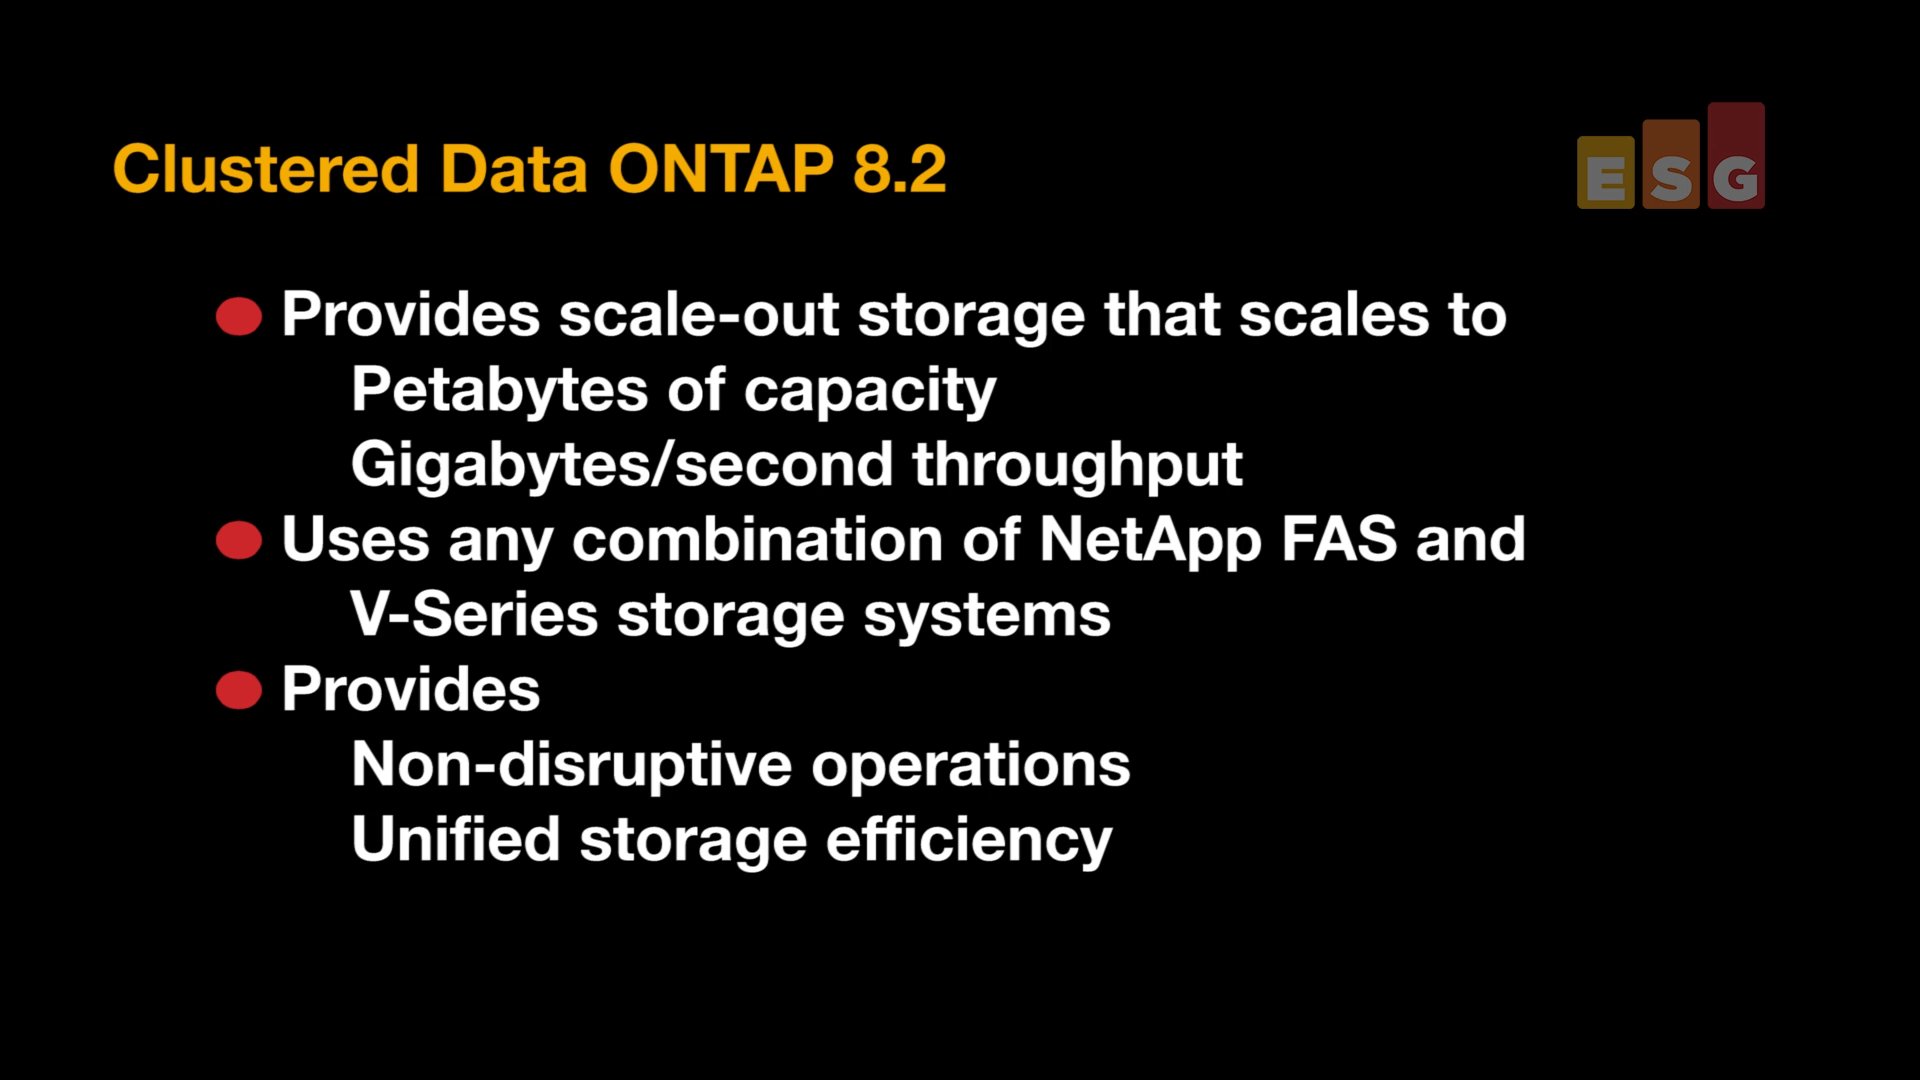 Clustered Data ONTAP 8.2
ESG
Provides scale-out storage that scales to
Petabytes of capacity
Gigabytes/second throughput
Uses any combination of NetApp FAS and
V-Series storage systems
Provides
Non-disruptive operations
Unified storage efficiency